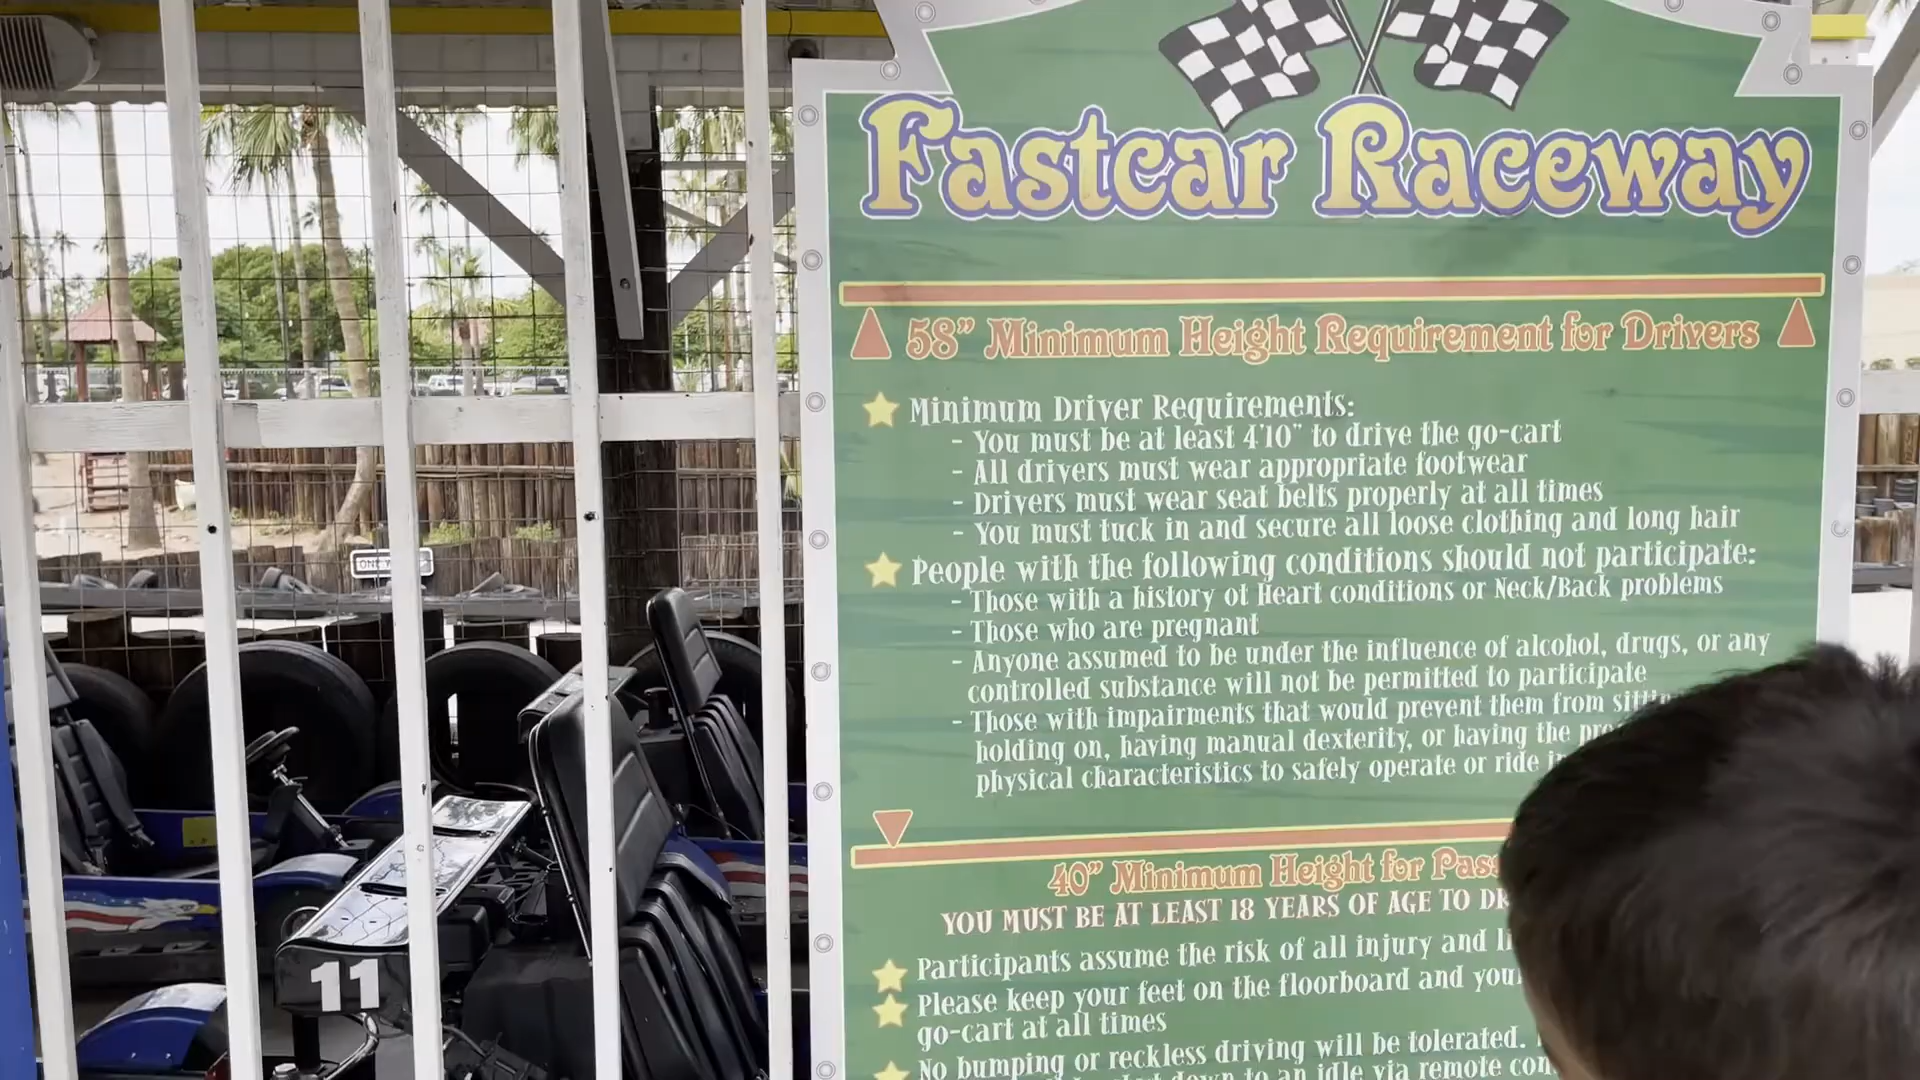 Fastcar Raceway
58" Minimum Height Requirement for Drivers
Minimum Driver Requirements:
- You must be at least 4'10" to drive the go-cart
- All drivers must wear appropriate footwear
- Drivers must wear seat belts properly at all times
- You must tuck in and secure all loose clothing and long hair
People with the following conditions should not participate:
- Those with a history of Heart conditions or Neck/Back problems
- Those who are pregnant
- Anyone assumed to be under the influence of alcohol, drugs, or any
controlled substance will not be permitted to participate
- Those with impairments that would prevent them from
holding on, having manual dexterity, or having the
physical characteristics to safely operate or ride
40" Minimum Height for
YOU MUST BE AT LEAST 18 YEARS OF AGE TO
Participants assume the risk of all injury and
Please keep your feet on the floorboard and
go-cart at all times
No bumping or reckless driving will be tolerated.
down to an idle via remote
ONE
11